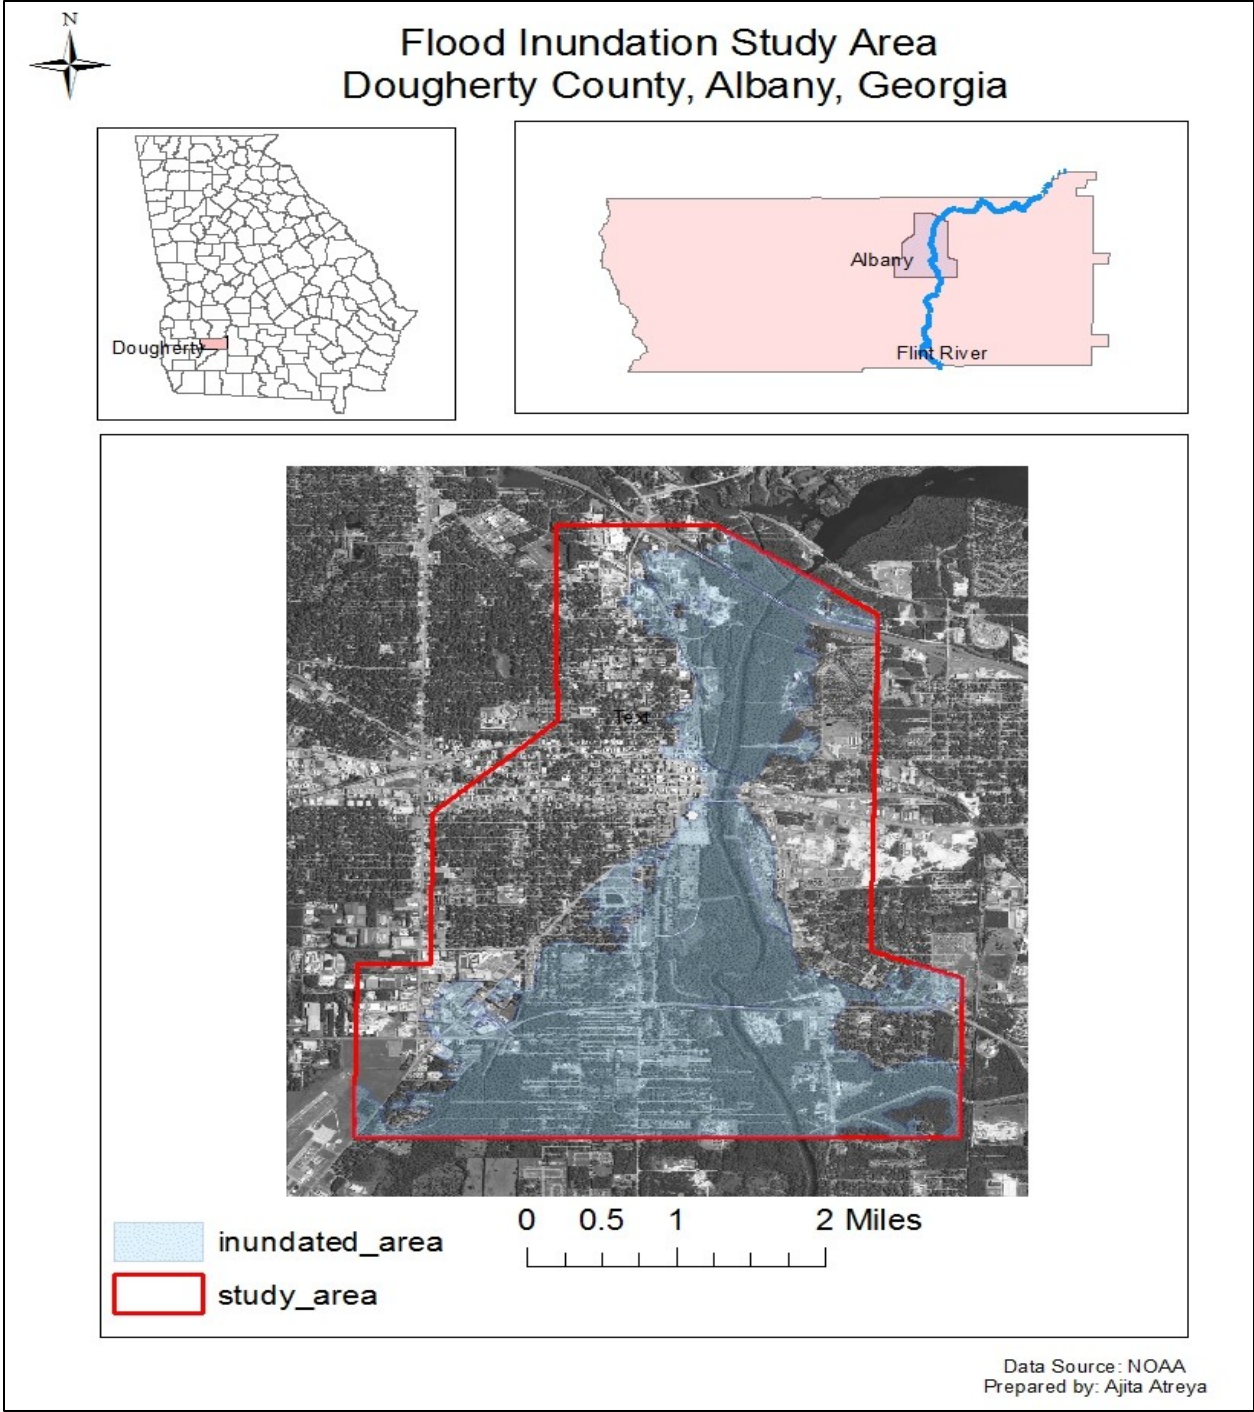 N
Flood Inundation Study Area
Dougherty County, Albany, Georgia
Dougherty
Albany
Flint River
Text
0 0.5 1 2 Miles
inundated_area
study_area
Data Source: NOAA
Prepared by: Ajita Atreya